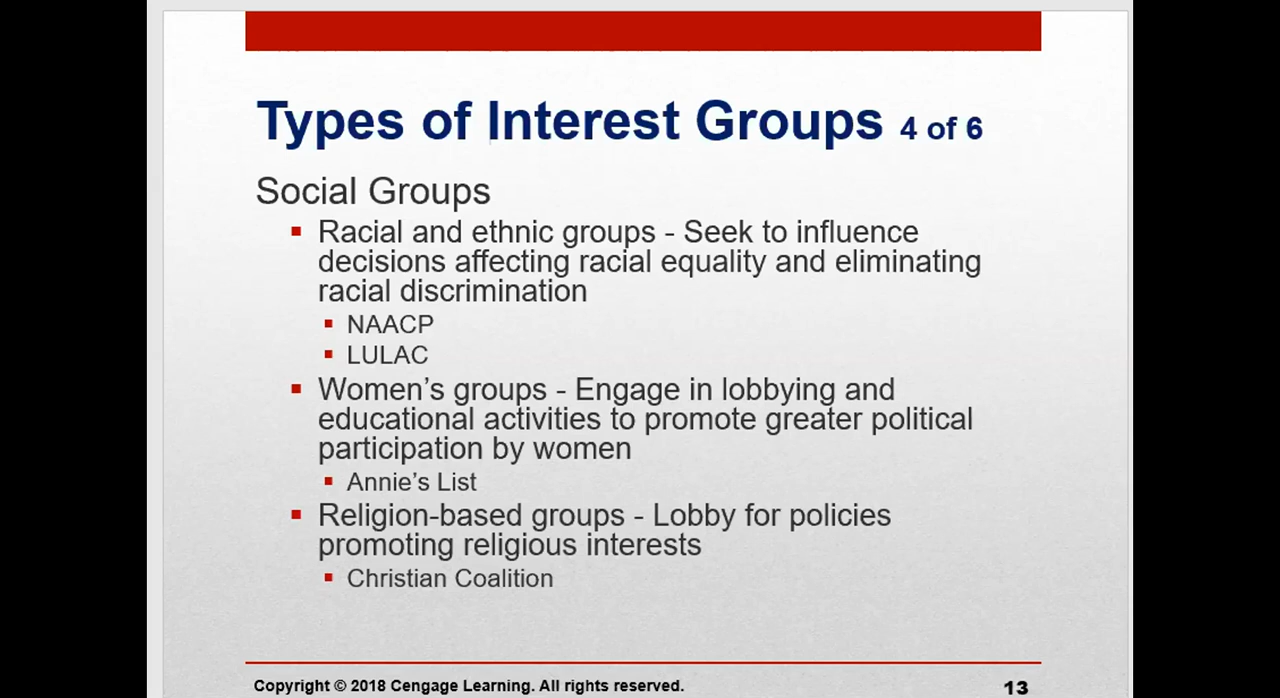 Types of Interest Groups 4 of 6
Social Groups
Racial and ethnic groups - Seek to influence
decisions affecting racial equality and eliminating
racial discrimination
NAACP
LULAC
Women’s groups - Engage in lobbying and
educational activities to promote greater political
participation by women
Annie’s List
Religion-based groups - Lobby for policies
promoting religious interests
Christian Coalition
Copyright © 2018 Cengage Learning. All rights reserved.
13